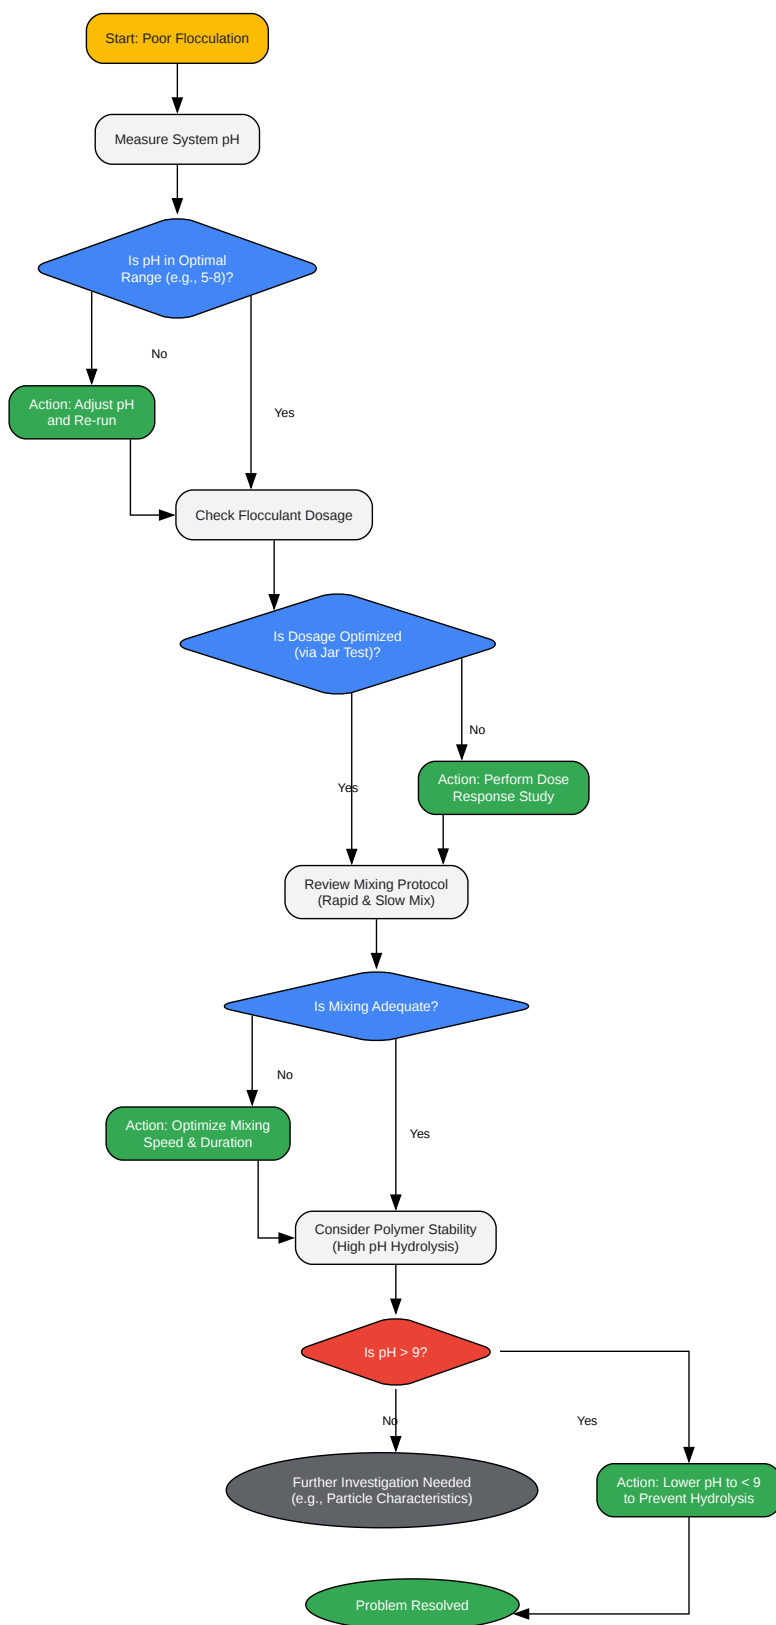 Start: Poor Flocculation
Measure System pH
Is pH in Optimal
Range (e.g., 5-8)?
No
Action: Adjust pH
and Re-run
Yes
Check Flocculant Dosage
Is Dosage Optimized
(via Jar Test)?
No
Action: Perform Dose
Response Study
Yes
Review Mixing Protocol
(Rapid & Slow Mix)
Is Mixing Adequate?
No
Action: Optimize Mixing
Speed & Duration
Yes
Consider Polymer Stability
(High pH Hydrolysis)
Is pH > 9?
No
Yes
Further Investigation Needed
(e.g., Particle Characteristics)
Action: Lower pH to < 9
to Prevent Hydrolysis
Problem Resolved